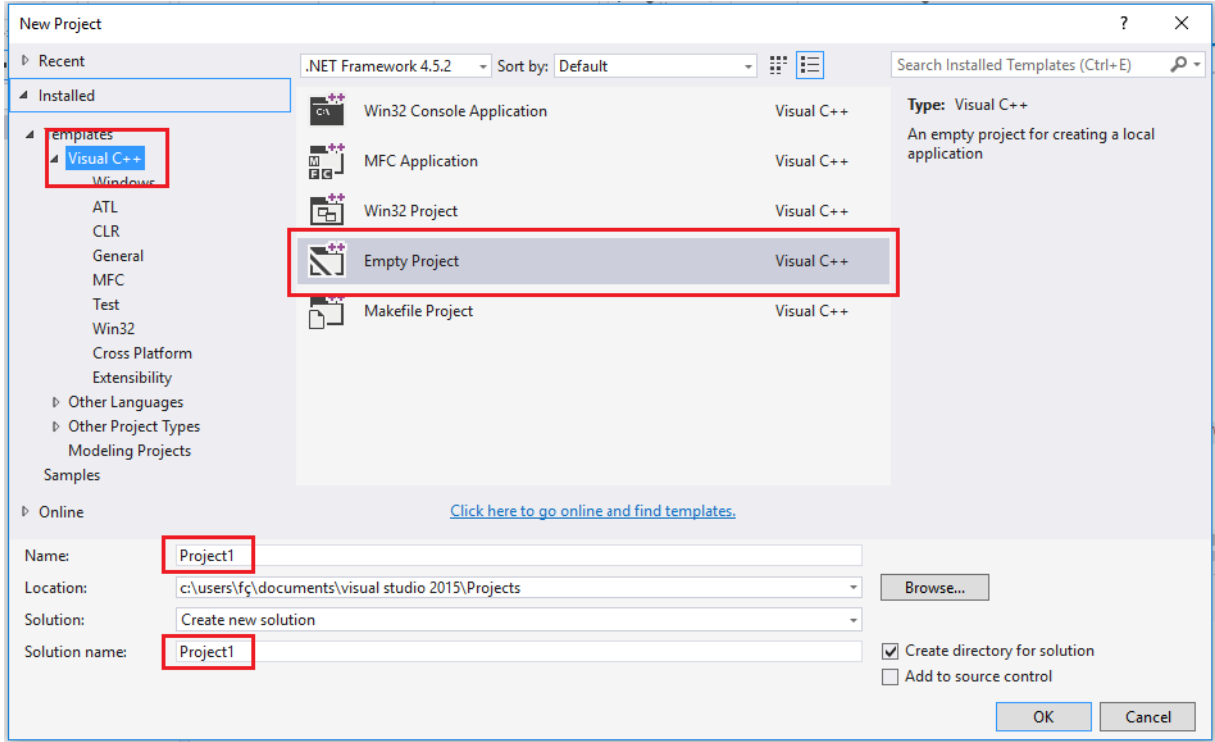 New Project
? ×
Recent
Installed
Templates
Visual C++
Windows
ATL
CLR
General
MFC
Test
Win32
Cross Platform
Extensibility
Other Languages
Other Project Types
Modeling Projects
Samples
Online
.NET Framework 4.5.2 Sort by: Default
Win32 Console Application Visual C++
MFC Application Visual C++
Win32 Project Visual C++
Empty Project Visual C++
Makefile Project Visual C++
Click here to go online and find templates.
Search Installed Templates (Ctrl+E)
Type: Visual C++
An empty project for creating a local
application
Name: Project1
Location: c:\users\fç\documents\visual studio 2015\Projects Browse...
Solution: Create new solution
Solution name: Project1
Create directory for solution
Add to source control
OK Cancel